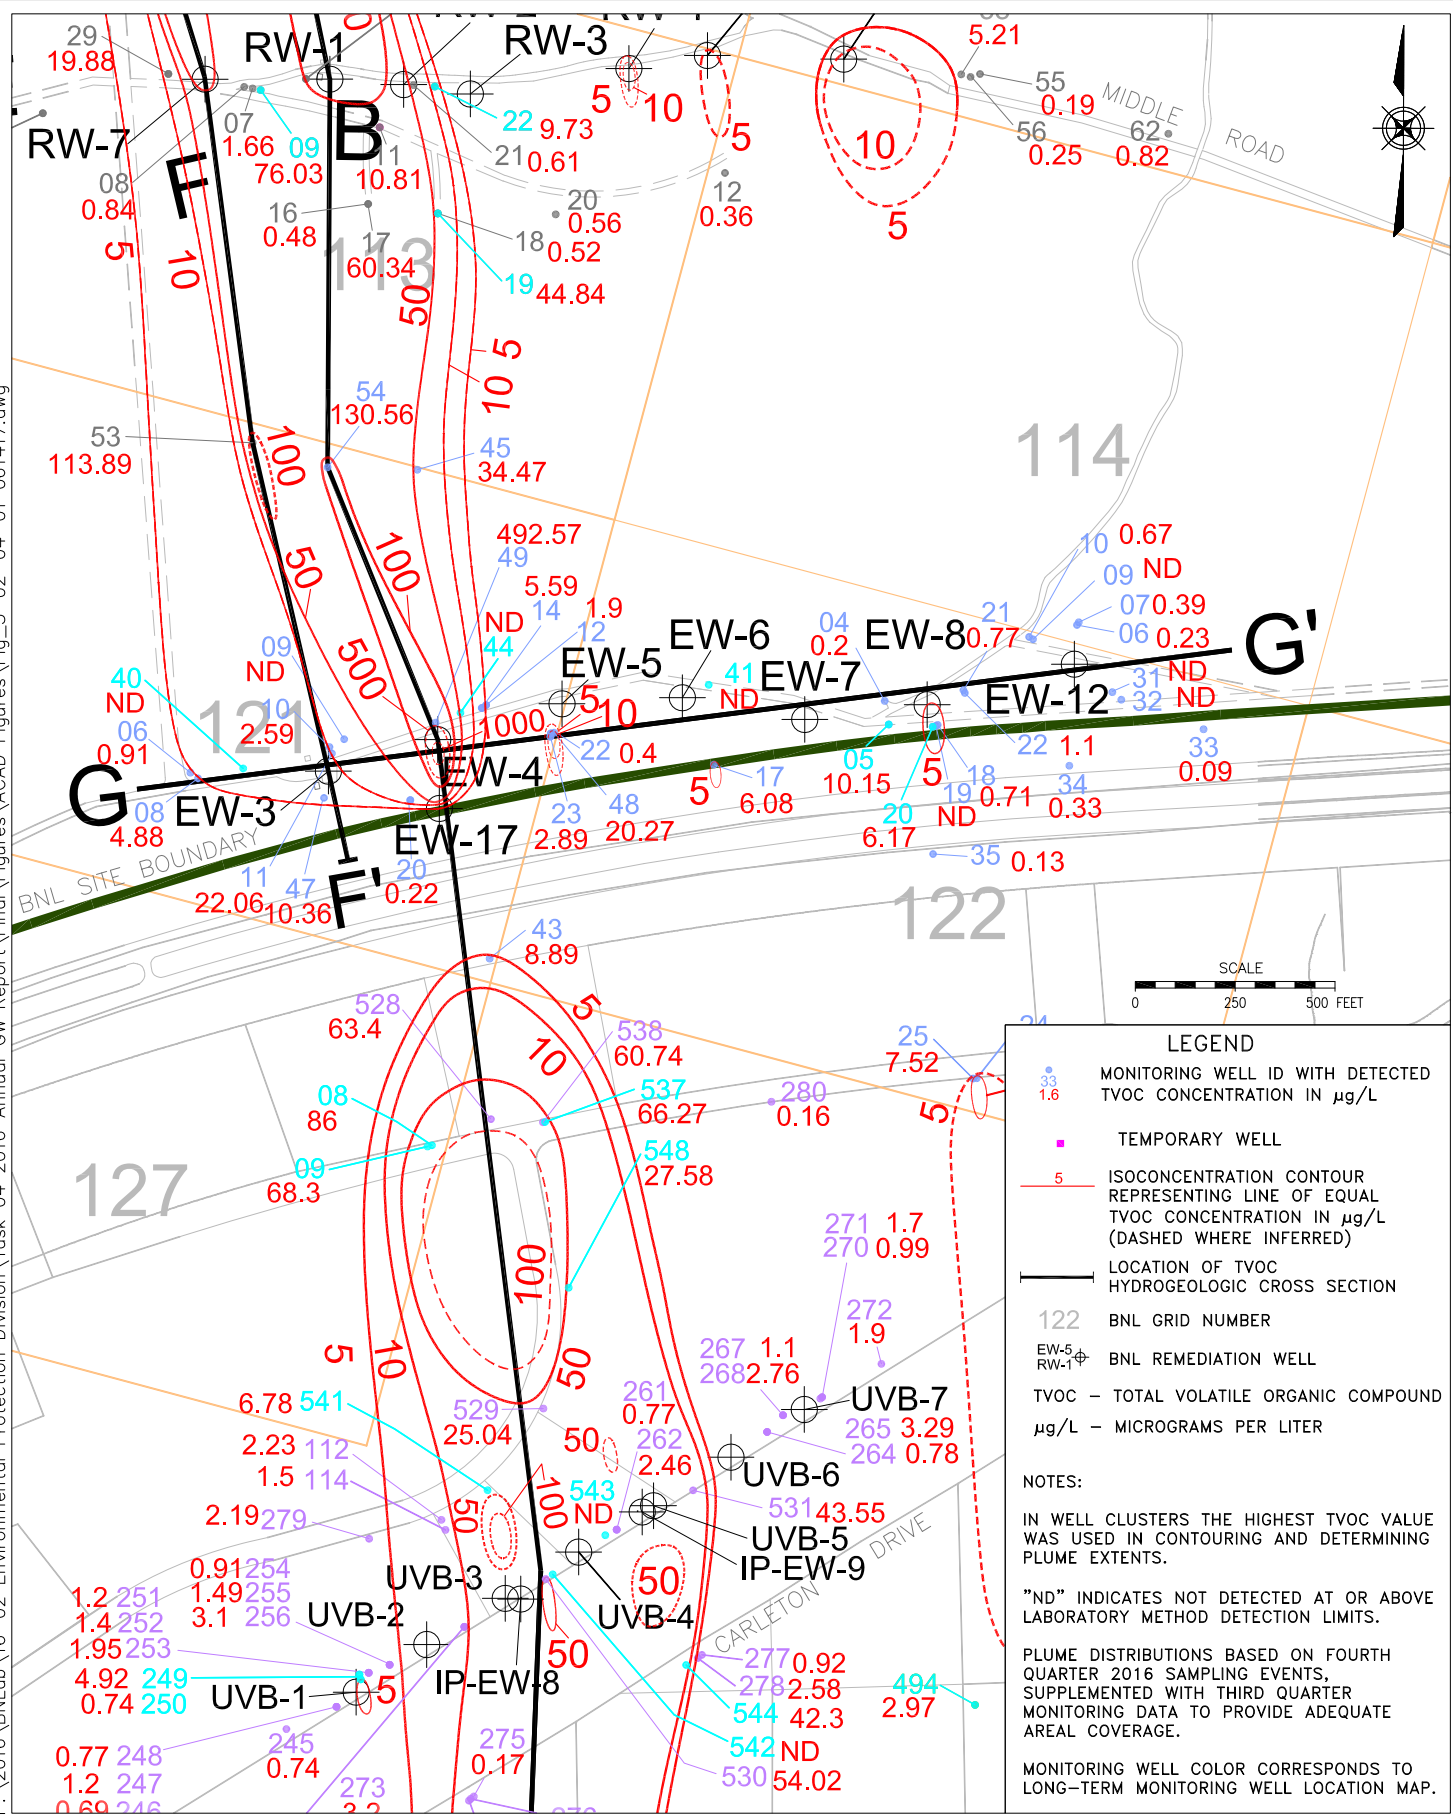 29
19.88
RW-1
RW-3
5.21
55
0.19
MIDDLE
ROAD
56
0.25
62
0.82
RW-7
07
1.66
09
76.03
B
11
10.81
22 9.73
21 0.61
5
10
5
10
5
08
0.84
F
16
0.48
17
60.34
113
20
0.56
18 0.52
12
0.36
19 44.84
5
10
50
5
10
54
130.56
53
113.89
100
45
34.47
114
50
100
500
492.57
49
5.59
14
1.9
12
ND
44
10 0.67
09 ND
07 0.39
06 0.23
21
0.77
04
0.2
EW-8
EW-6
EW-5
EW-7
41
ND
G'
31 ND
32 ND
EW-12
09
ND
40
ND
10
2.59
121
06
0.91
1000
5
10
22 0.4
EW-4
G
EW-3
08
4.88
EW-17
BNL SITE BOUNDARY
11
22.06
47
10.36
F'
20
0.22
23
2.89
48
20.27
5
17
6.08
05
10.15
5
20
6.17
18
0.71
19
ND
22 1.1
34
0.33
33
0.09
35 0.13
122
43
8.89
5
10
528
63.4
538
60.74
537
66.27
08
86
09
68.3
548
27.58
280
0.16
25
7.52
5
127
100
50
5
10
271 1.7
270 0.99
272
1.9
267 1.1
268 2.76
UVB-7
265 3.29
264 0.78
6.78 541
529
25.04
261
0.77
262
2.46
50
UVB-6
2.23 112
1.5 114
50
100
543
ND
531 43.55
2.19 279
UVB-5
IP-EW-9
0.91 254
1.49 255
3.1 256
UVB-3
1.2 251
1.4 252
1.95 253
UVB-2
50
UVB-4
CARLETON DRIVE
4.92 249
0.74 250
UVB-1
5
IP-EW-8
50
277 0.92
278 2.58
544 42.3
542 ND
530 54.02
494
2.97
0.77 248
1.2 247
0.69 246
245
0.74
275
0.17
273
3.2
SCALE
0 250 500 FEET
LEGEND
33
1.6
MONITORING WELL ID WITH DETECTED
TVOC CONCENTRATION IN µg/L
TEMPORARY WELL
5
ISOCONCENTRATION CONTOUR
REPRESENTING LINE OF EQUAL
TVOC CONCENTRATION IN µg/L
(DASHED WHERE INFERRED)
LOCATION OF TVOC
HYDROGEOLOGIC CROSS SECTION
122 BNL GRID NUMBER
EW-5
RW-1
BNL REMEDIATION WELL
TVOC – TOTAL VOLATILE ORGANIC COMPOUND
µg/L – MICROGRAMS PER LITER
NOTES:
IN WELL CLUSTERS THE HIGHEST TVOC VALUE
WAS USED IN CONTOURING AND DETERMINING
PLUME EXTENTS.
"ND" INDICATES NOT DETECTED AT OR ABOVE
LABORATORY METHOD DETECTION LIMITS.
PLUME DISTRIBUTIONS BASED ON FOURTH
QUARTER 2016 SAMPLING EVENTS,
SUPPLEMENTED WITH THIRD QUARTER
MONITORING DATA TO PROVIDE ADEQUATE
AREAL COVERAGE.
MONITORING WELL COLOR CORRESPONDS TO
LONG–TERM MONITORING WELL LOCATION MAP.